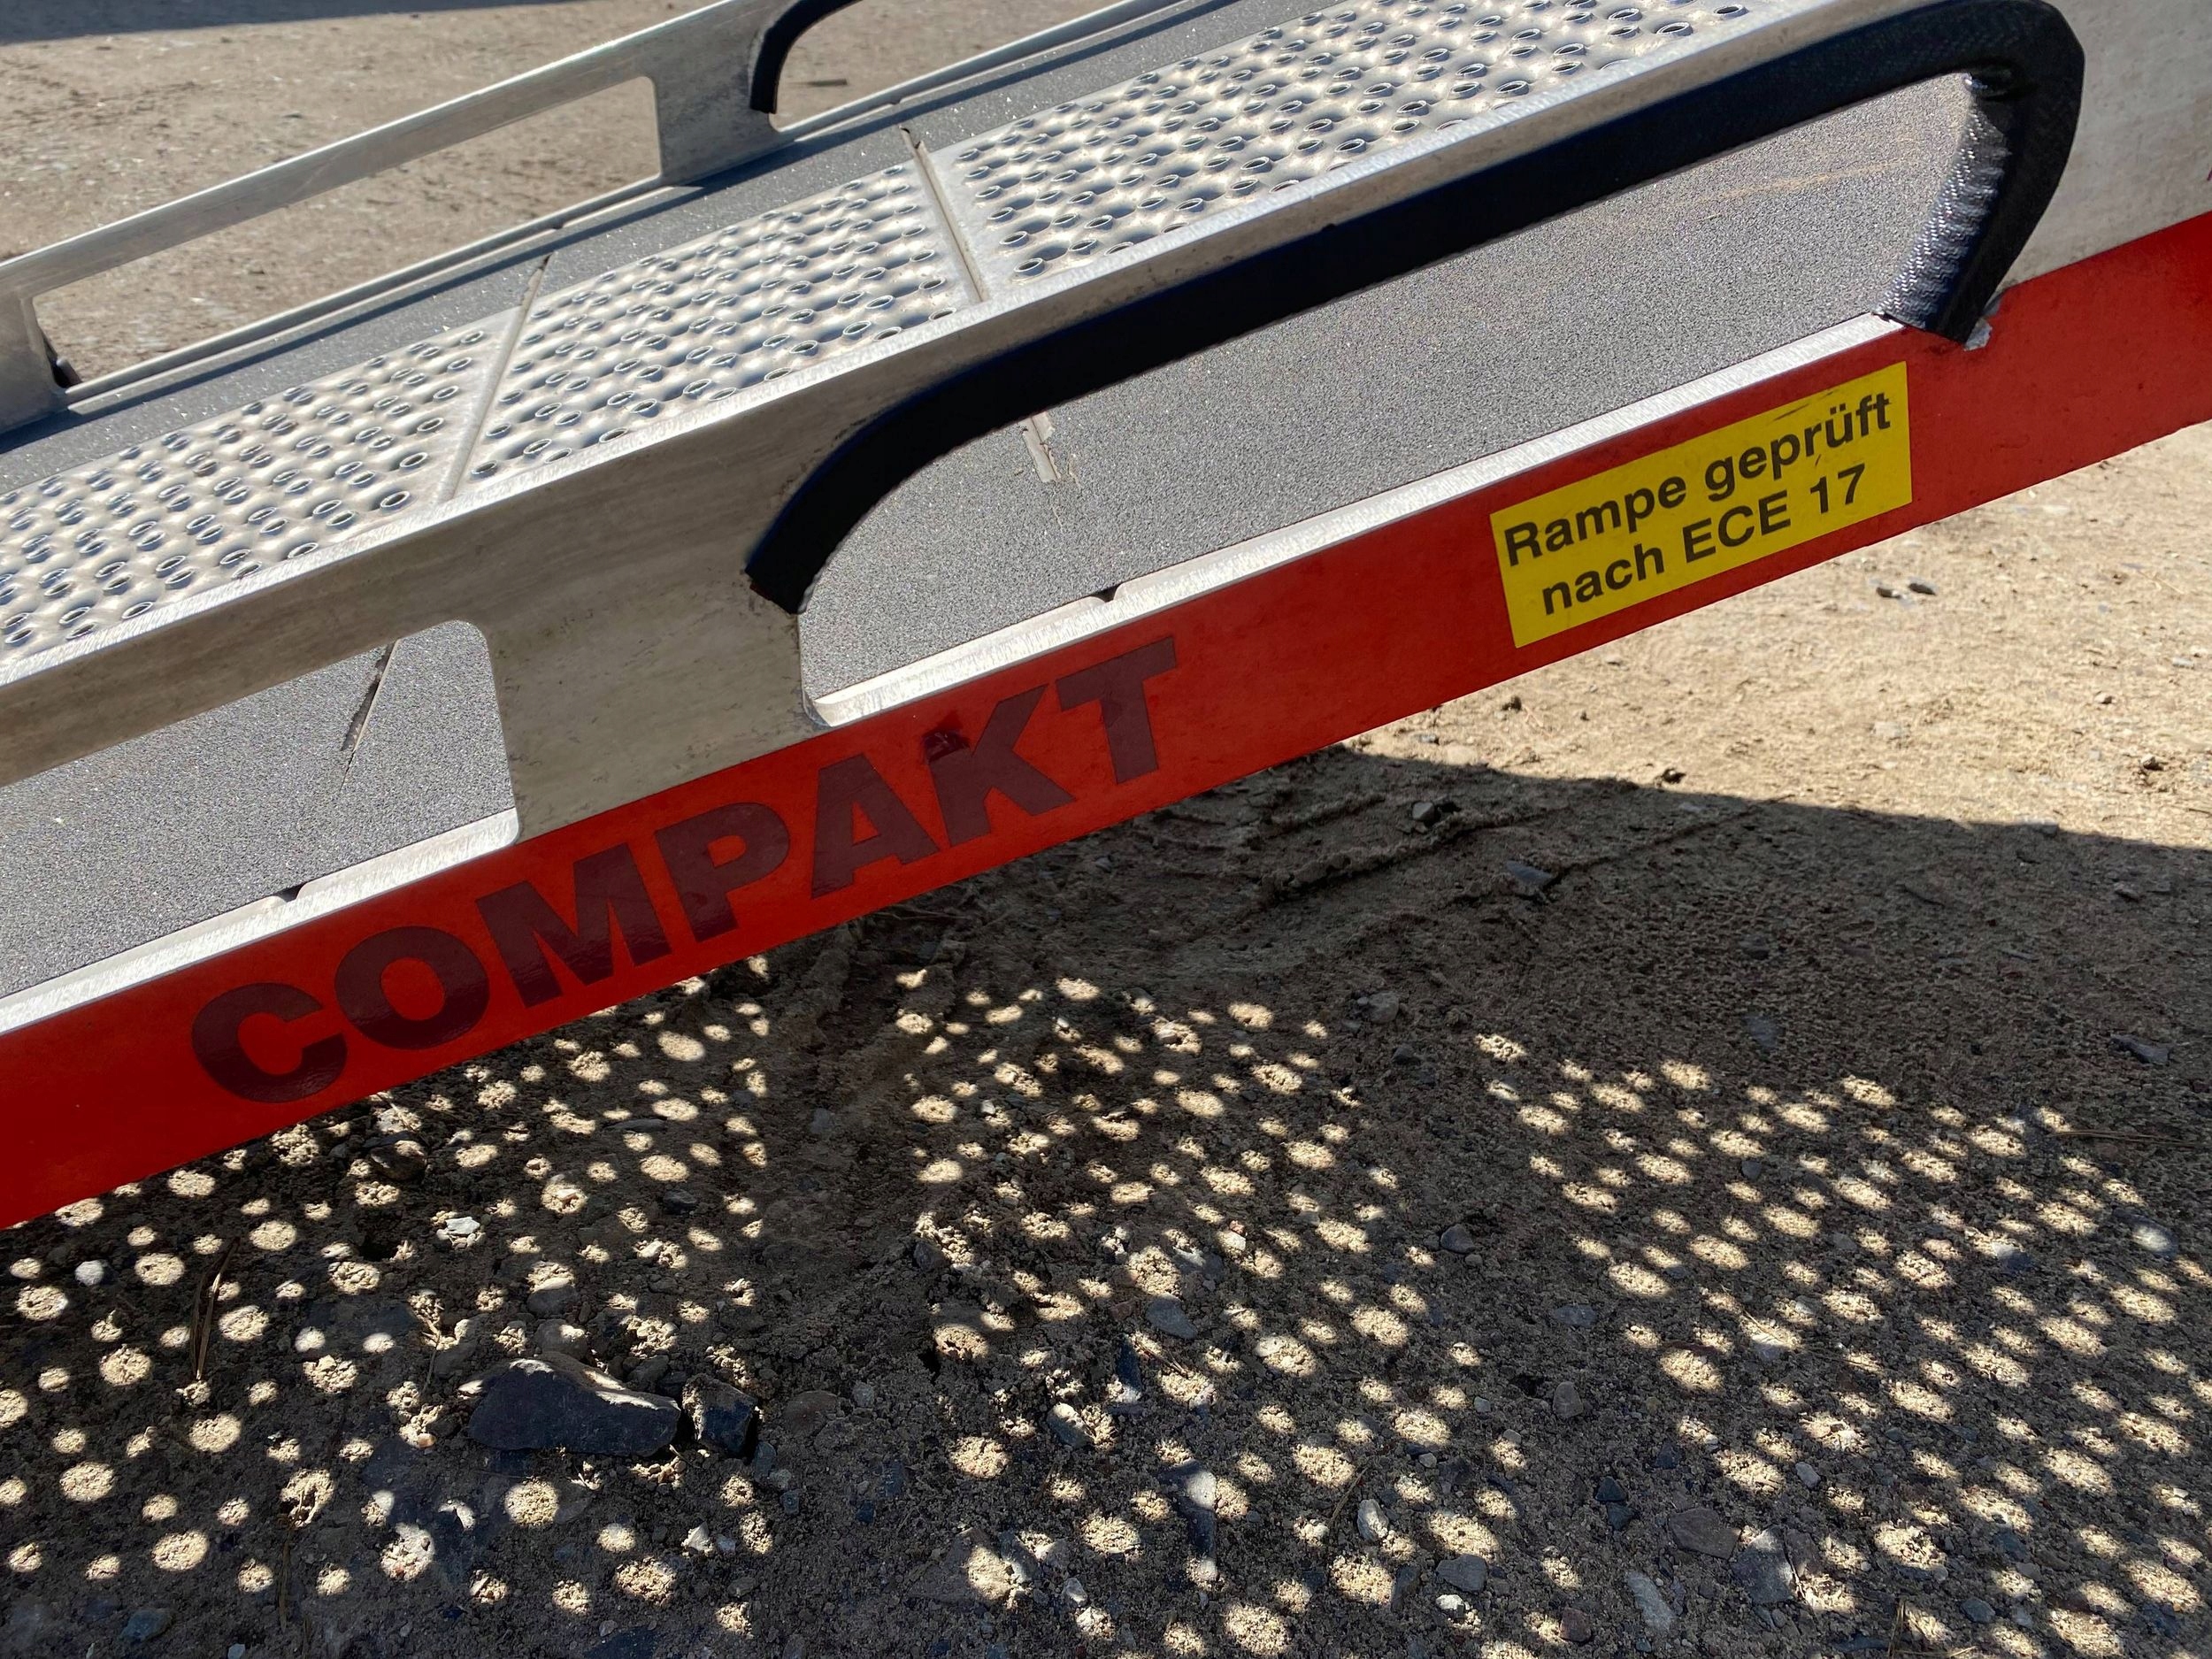 Rampe geprüft
nach ECE 17
COMPAKT